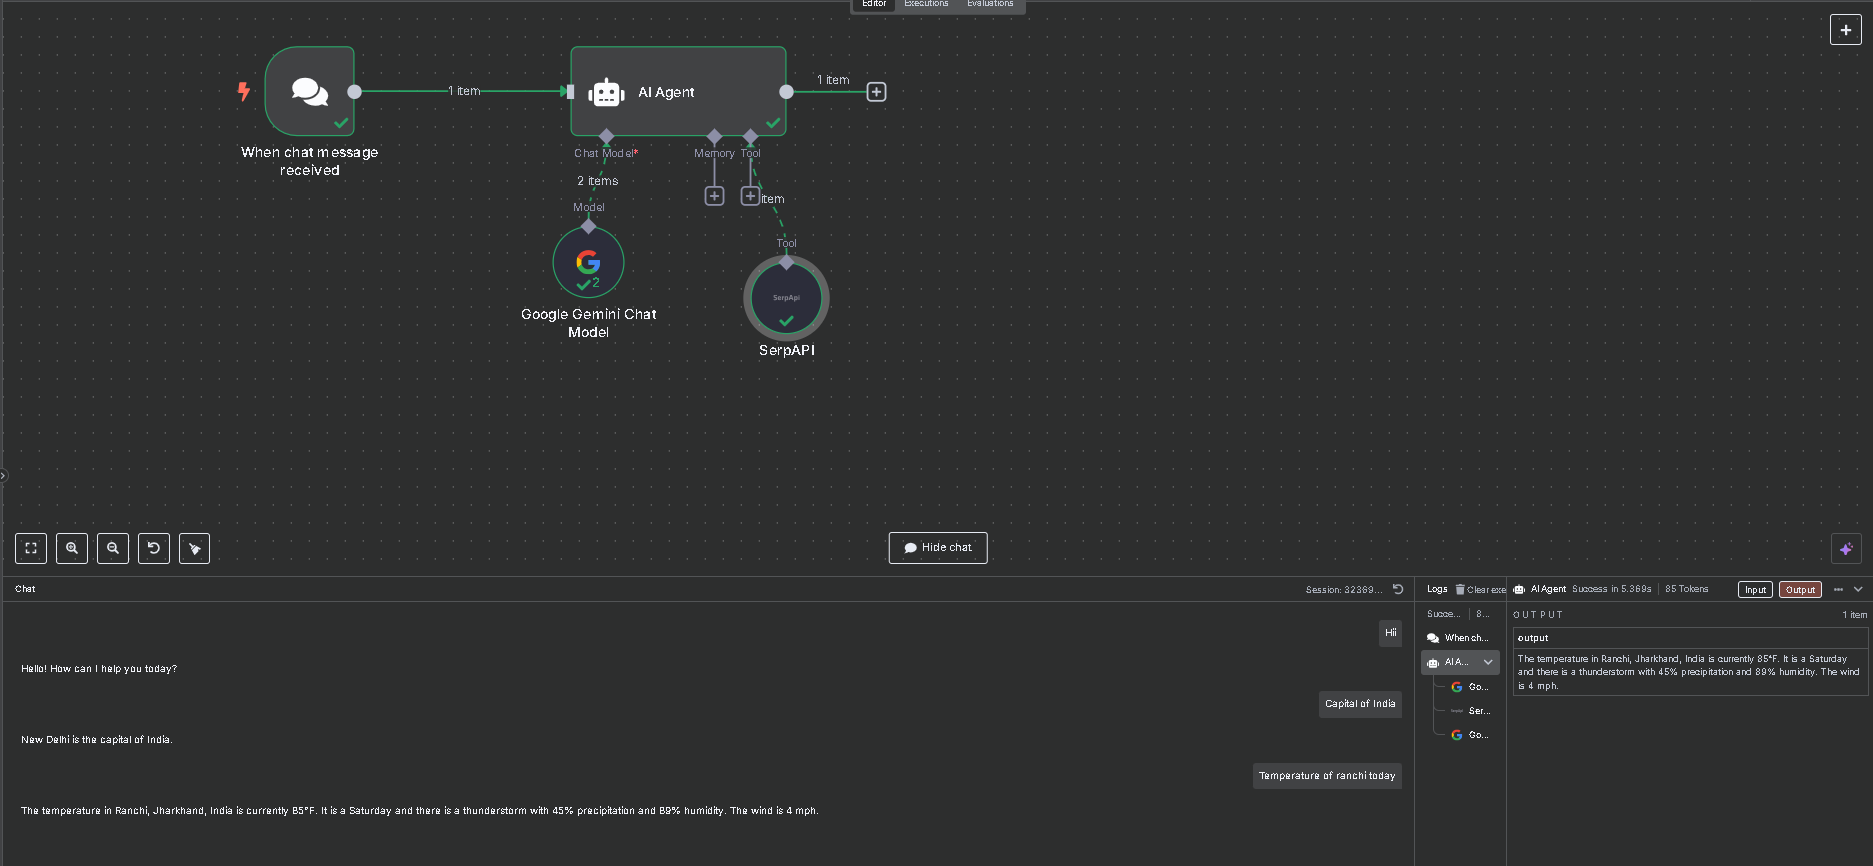 Editor Executions Evaluations
1 item
AI Agent
1 item
When chat message
received
Chat Model*
Memory
Tool
2 items
item
Model
Tool
2
Google Gemini Chat
Model
SerpApi
SerpAPI
Hide chat
Chat
Session: 32369...
Logs
Clear exe
AI Agent Success in 5.369s 85 Tokens
Input
Output
Succe... 8...
OUTPUT
1 item
Hii
When ch...
output
Hello! How can I help you today?
AI A...
The temperature in Ranchi, Jharkhand, India is currently 85°F. It is a Saturday
and there is a thunderstorm with 45% precipitation and 89% humidity. The wind
is 4 mph.
Go...
Capital of India
Ser...
New Delhi is the capital of India.
Go...
Temperature of ranchi today
The temperature in Ranchi, Jharkhand, India is currently 85°F. It is a Saturday and there is a thunderstorm with 45% precipitation and 89% humidity. The wind is 4 mph.